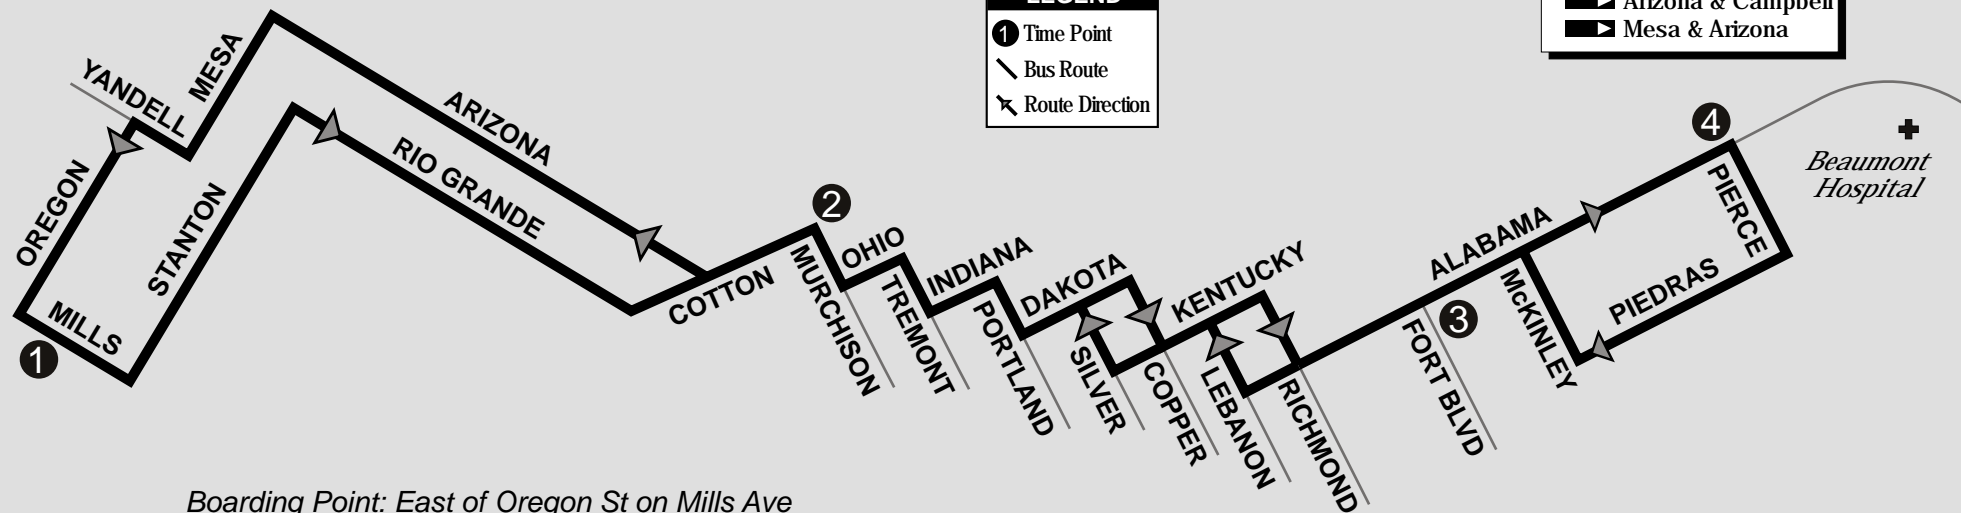 LEGEND
1 Time Point
Bus Route
Route Direction
Arizona & Campbell
Mesa & Arizona
YANDELL
MESA
ARIZONA
RIO GRANDE
OREGON
STANTON
MILLS
1
COTTON
2
MURCHISON
OHIO
TREMONT
INDIANA
PORTLAND
DAKOTA
SILVER
COPPER
KENTUCKY
LEBANON
RICHMOND
ALABAMA
3
FORT BLVD
McKINLEY
PIEDRAS
PIERCE
4
Beaumont
Hospital
Boarding Point: East of Oregon St on Mills Ave